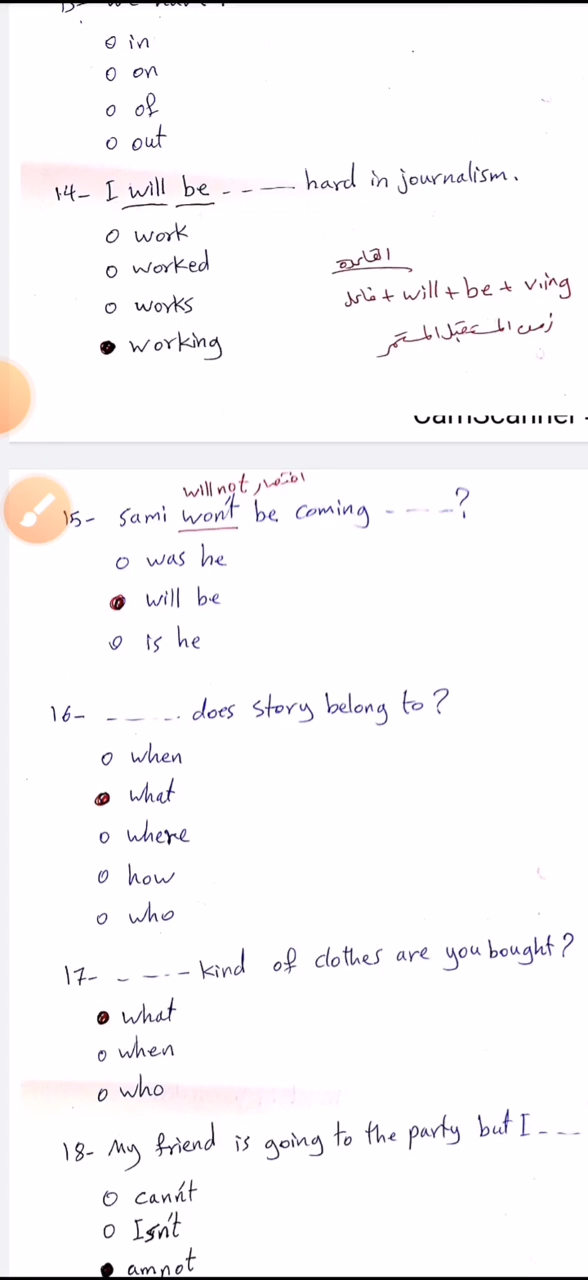 o in
o on
o of
o out
14- I will be ---- hard in journalism.
o work
o worked
o works
working
القاعدة
فاعل + will + be + v.ing
زمن المستقبل المستمر
will not اختصار
15- Sami won't be coming ----?
o was he
will be
o is he
16- ----- does story belong to?
o when
what
o where
o how
o who
17- ----- kind of clothes are you bought?
what
o when
o who
18- My friend is going to the party but I ---
o cann't
o Isn't
amnot